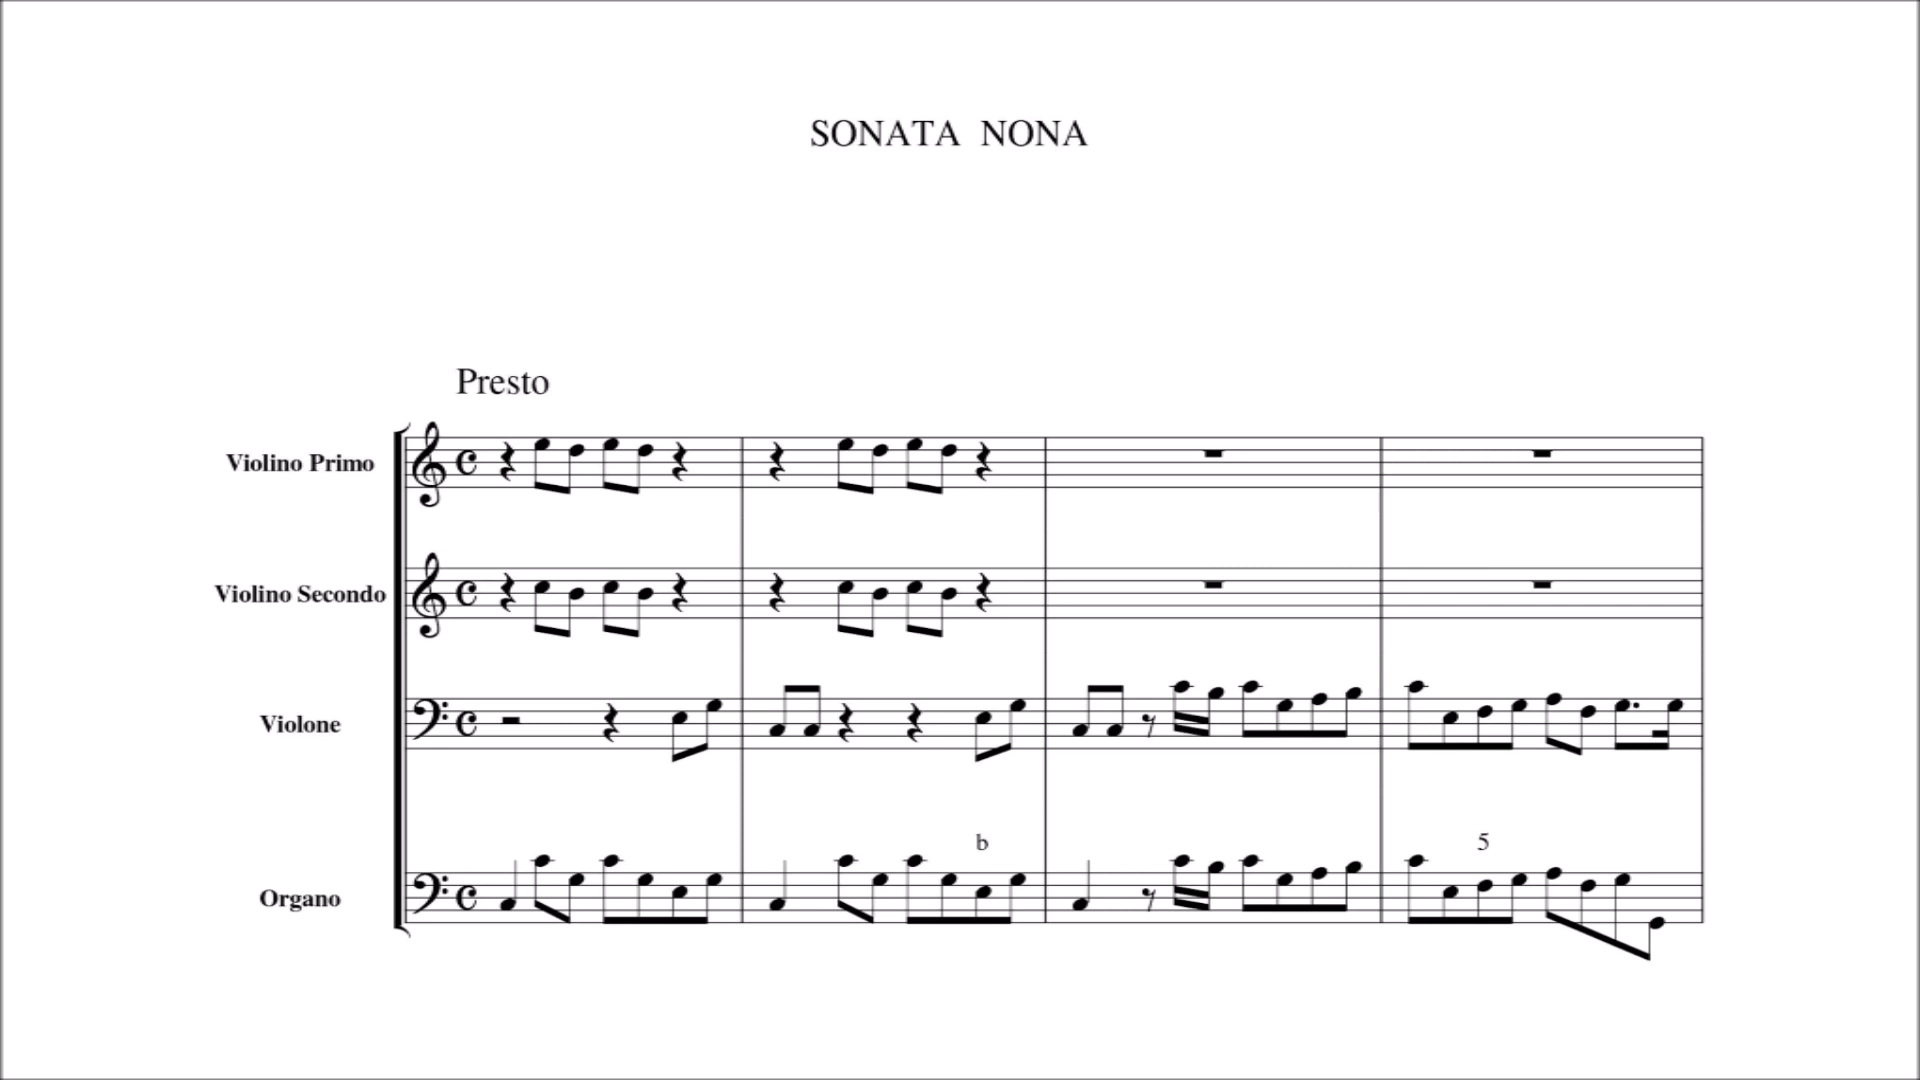 SONATA NONA
Presto
Violino Primo
Violino Secondo
Violone
b
5
Organo